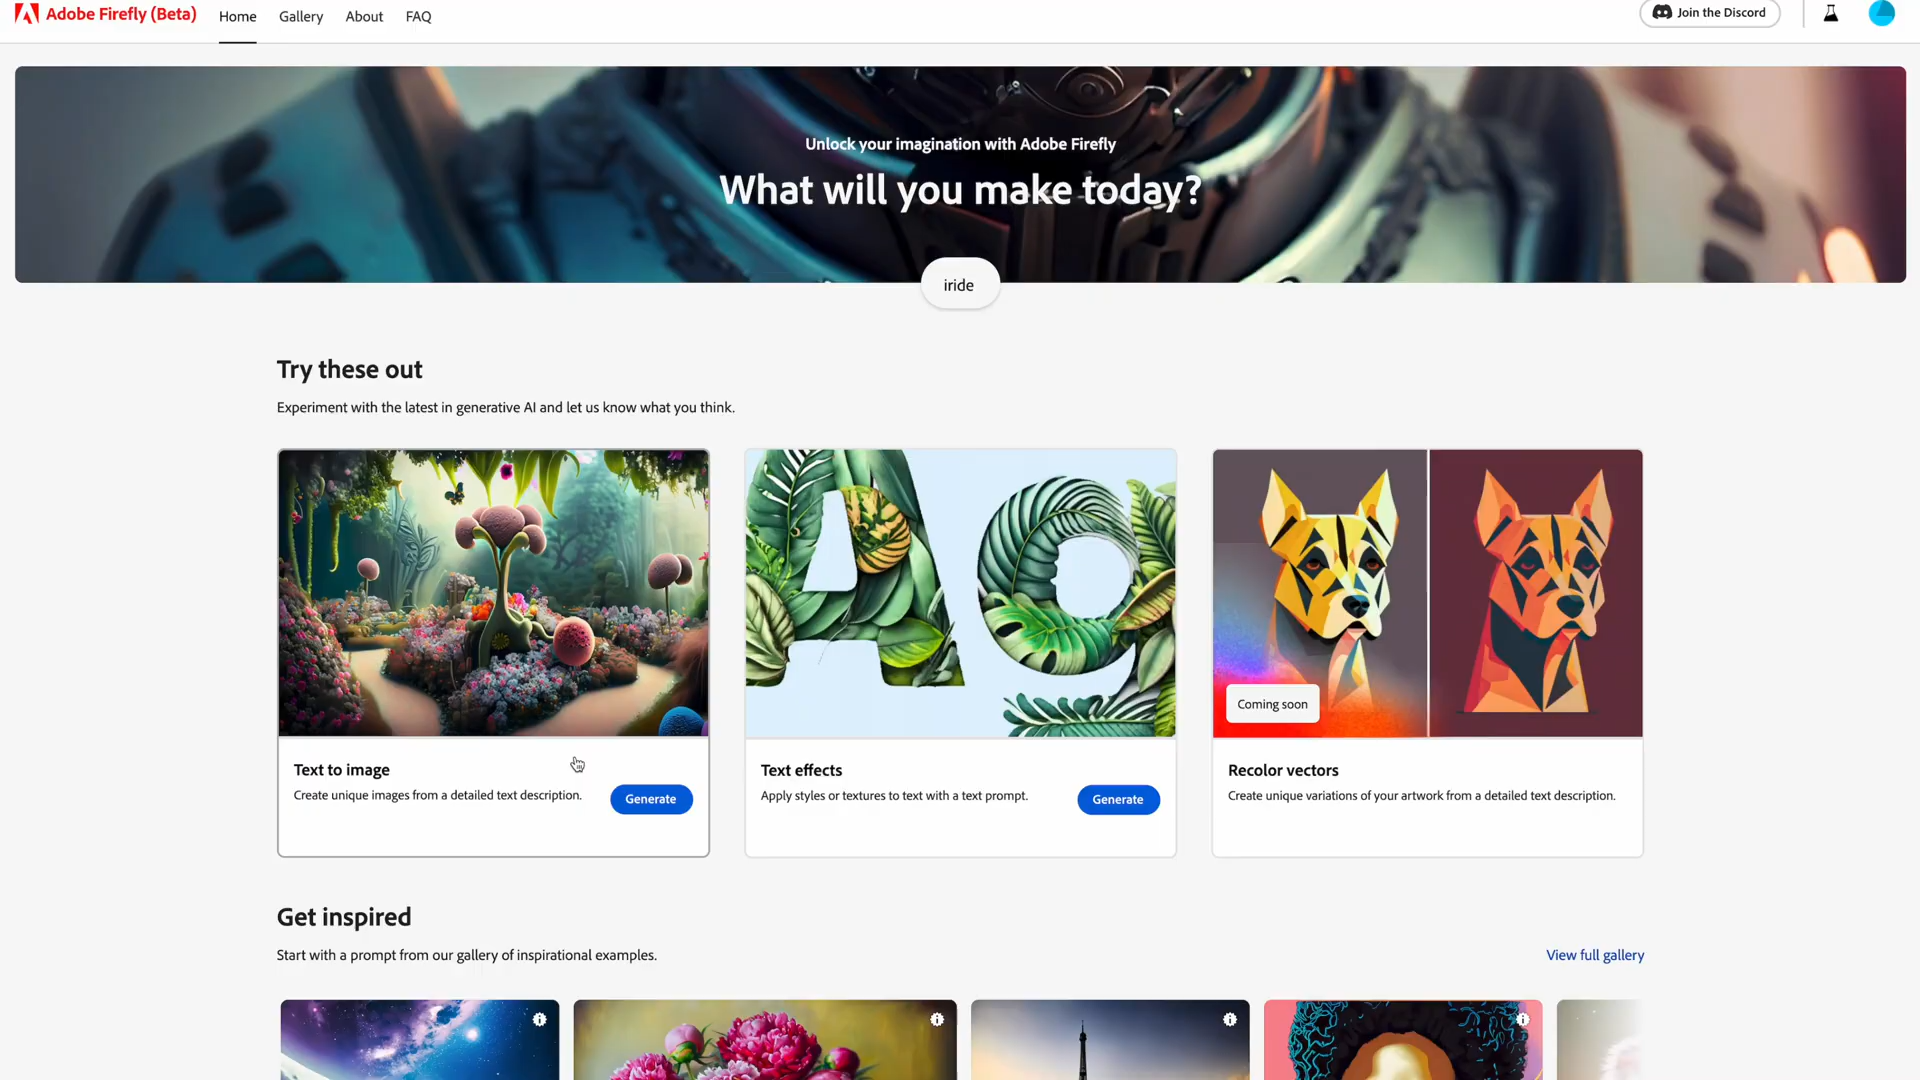 Adobe Firefly (Beta)
Home
Gallery
About
FAQ
Join the Discord
Unlock your imagination with Adobe Firefly
What will you make today?
iride
Try these out
Experiment with the latest in generative AI and let us know what you think.
Text to image
Create unique images from a detailed text description.
Generate
Text effects
Apply styles or textures to text with a text prompt.
Generate
Coming soon
Recolor vectors
Create unique variations of your artwork from a detailed text description.
Get inspired
Start with a prompt from our gallery of inspirational examples.
View full gallery